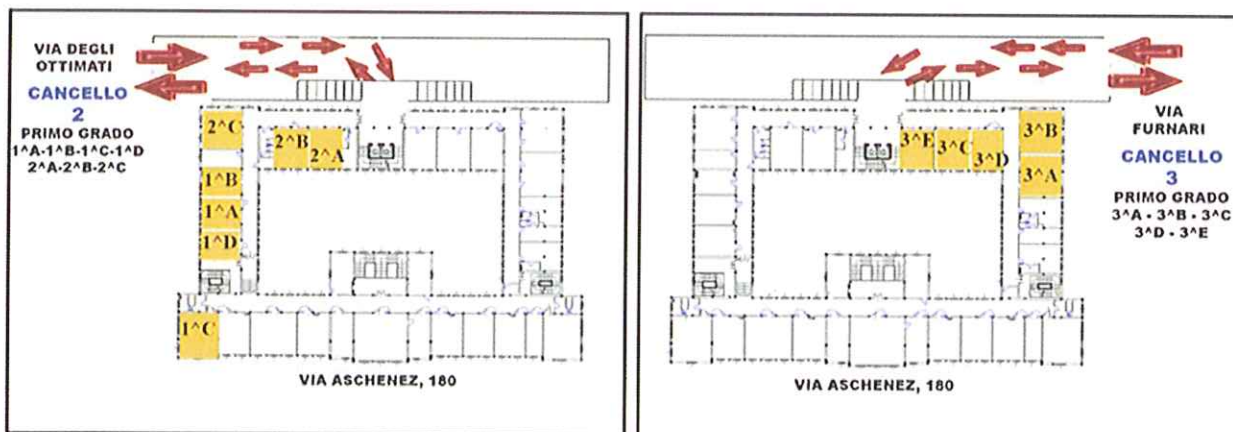 VIA DEGLI
OTTIMATI
CANCELLO
2
PRIMO GRADO
1^A-1^B-1^C-1^D
2^A-2^B-2^C
2^C
2^B
2^A
1^B
1^A
1^D
1^C
VIA ASCHENEZ, 180
3^E
3^C
3^D
3^B
3^A
VIA
FURNARI
CANCELLO
3
PRIMO GRADO
3^A - 3^B - 3^C
3^D - 3^E
VIA ASCHENEZ, 180